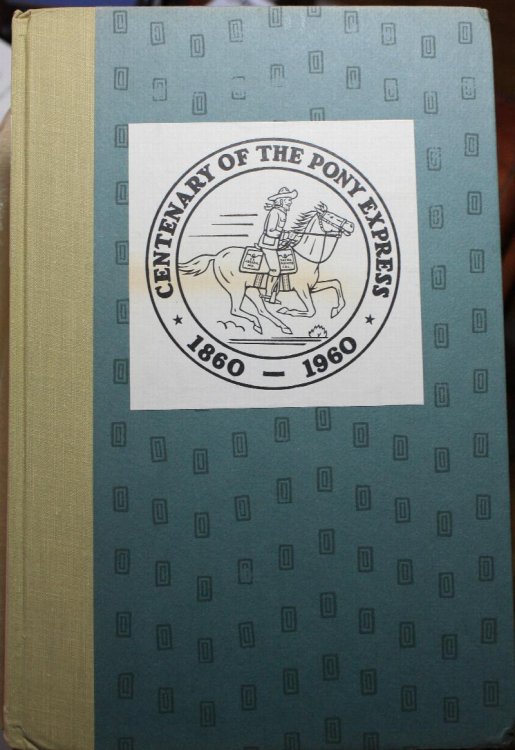 CENTENARY OF THE PONY EXPRESS
1860 — 1960